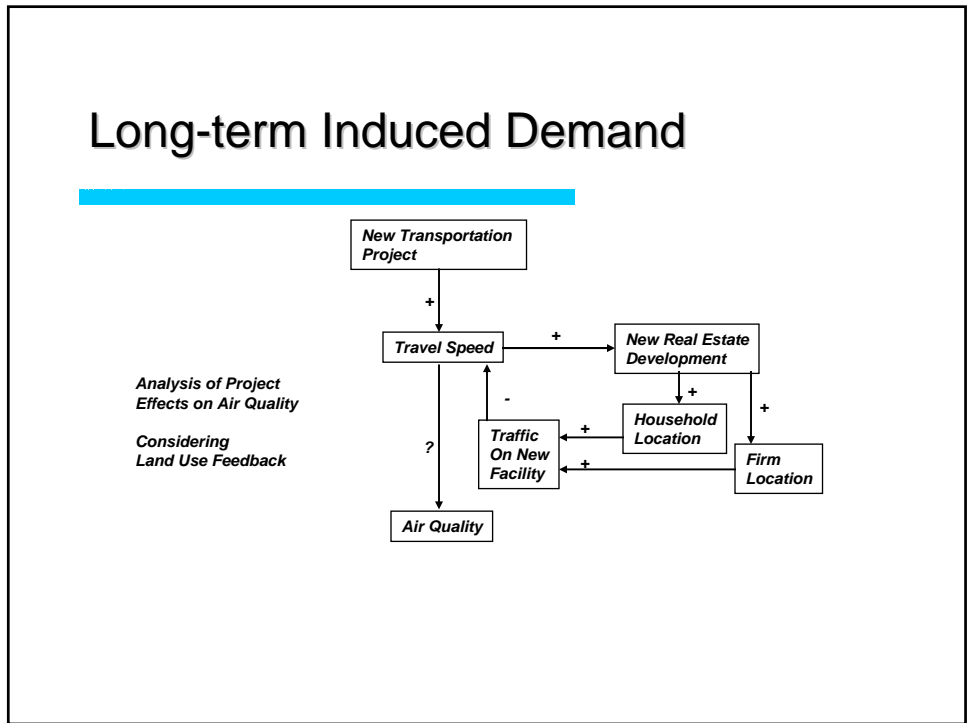 Long-term Induced Demand
New Transportation
Project
+
Travel Speed
+
New Real Estate
Development
Analysis of Project
Effects on Air Quality
Considering
Land Use Feedback
-
+
+
Household
Location
+
Traffic
On New
Facility
?
+
Firm
Location
Air Quality